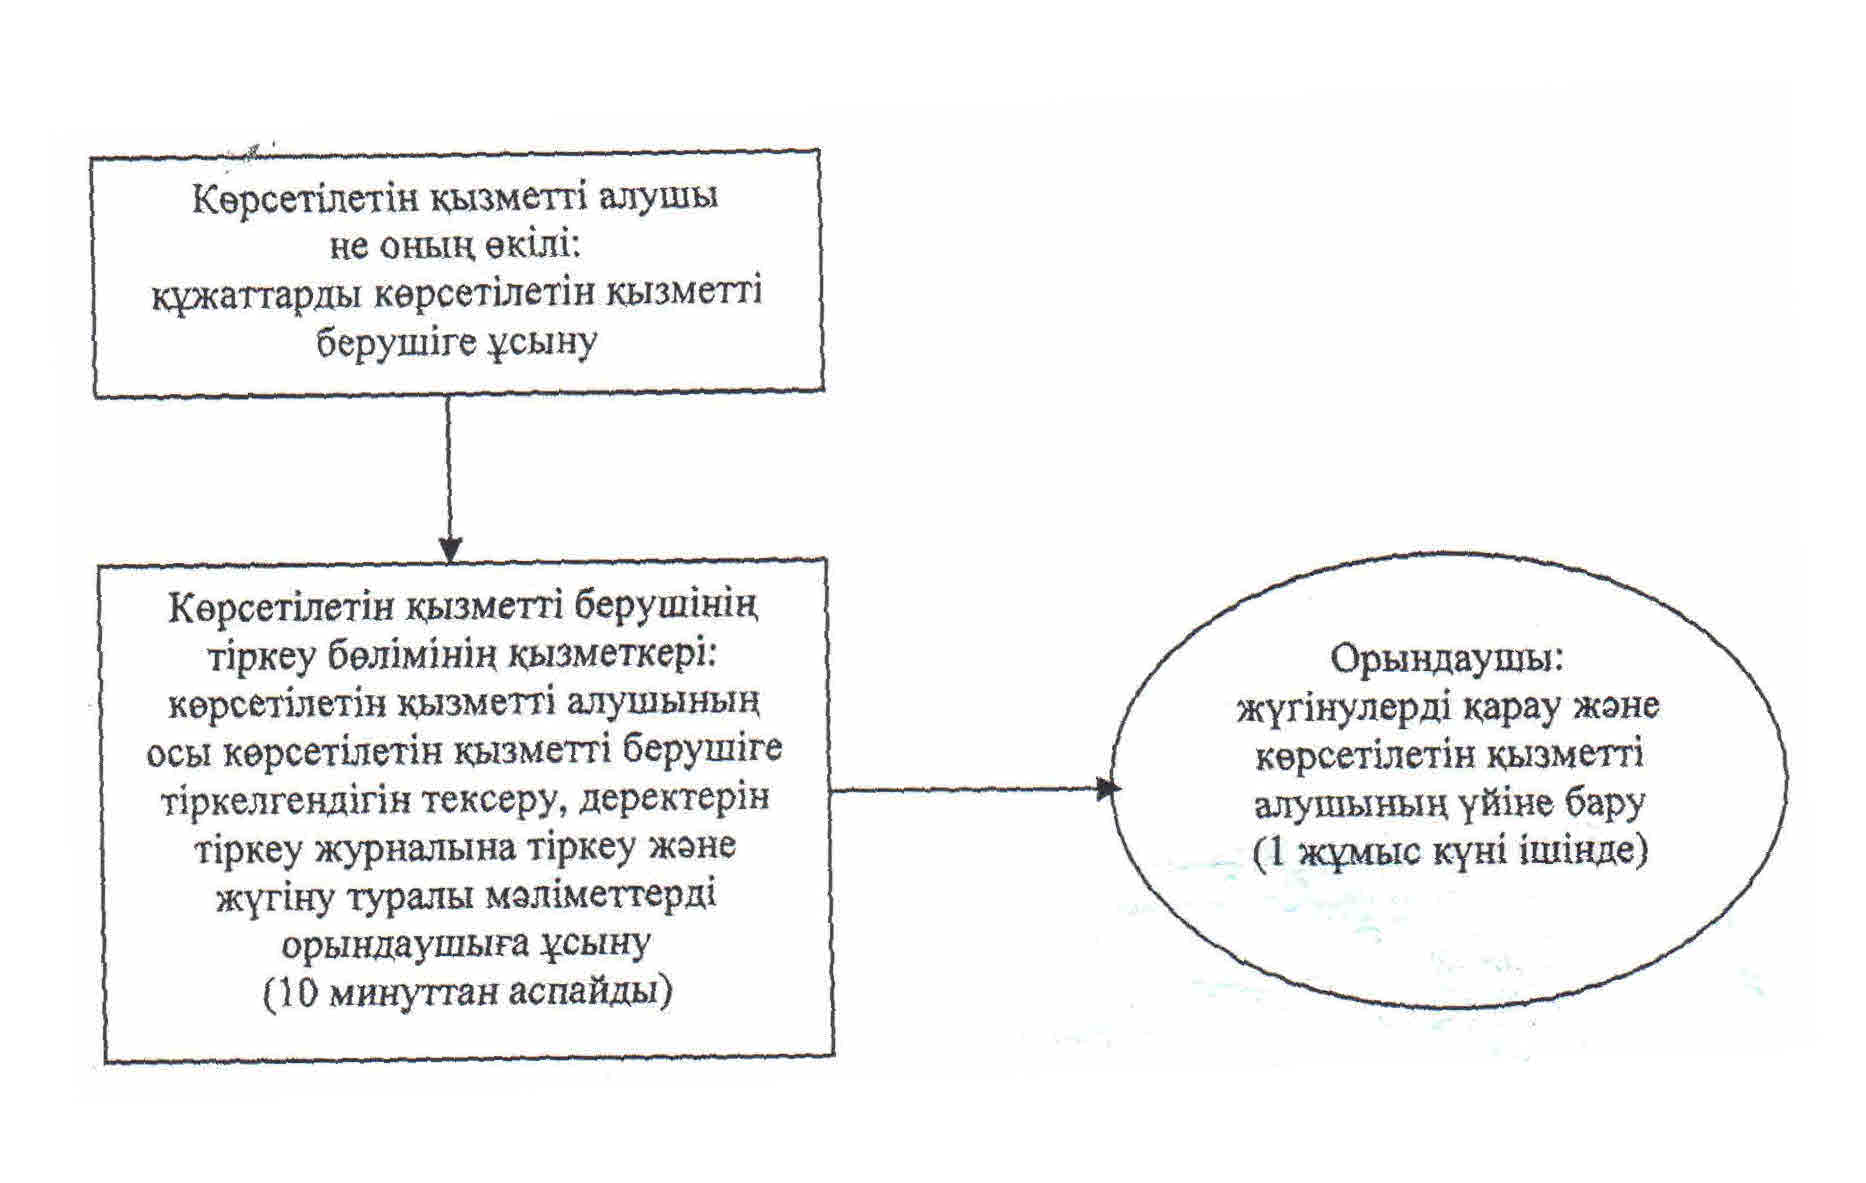 Көрсетілетін қызметті алушы
не оның өкілі:
құжаттарды көрсетілетін қызметті
берушіге ұсыну
Көрсетілетін қызметті берушінің
тіркеу бөлімінің қызметкері:
көрсетілетін қызметті алушының
осы көрсетілетін қызметті берушіге
тіркелгендігін тексеру, деректерін
тіркеу журналына тіркеу және
жүгіну туралы мәліметтерді
орындаушыға ұсыну
(10 минуттан аспайды)
Орындаушы:
жүгінулерді қарау және
көрсетілетін қызметті
алушының үйіне бару
(1 жұмыс күні ішінде)